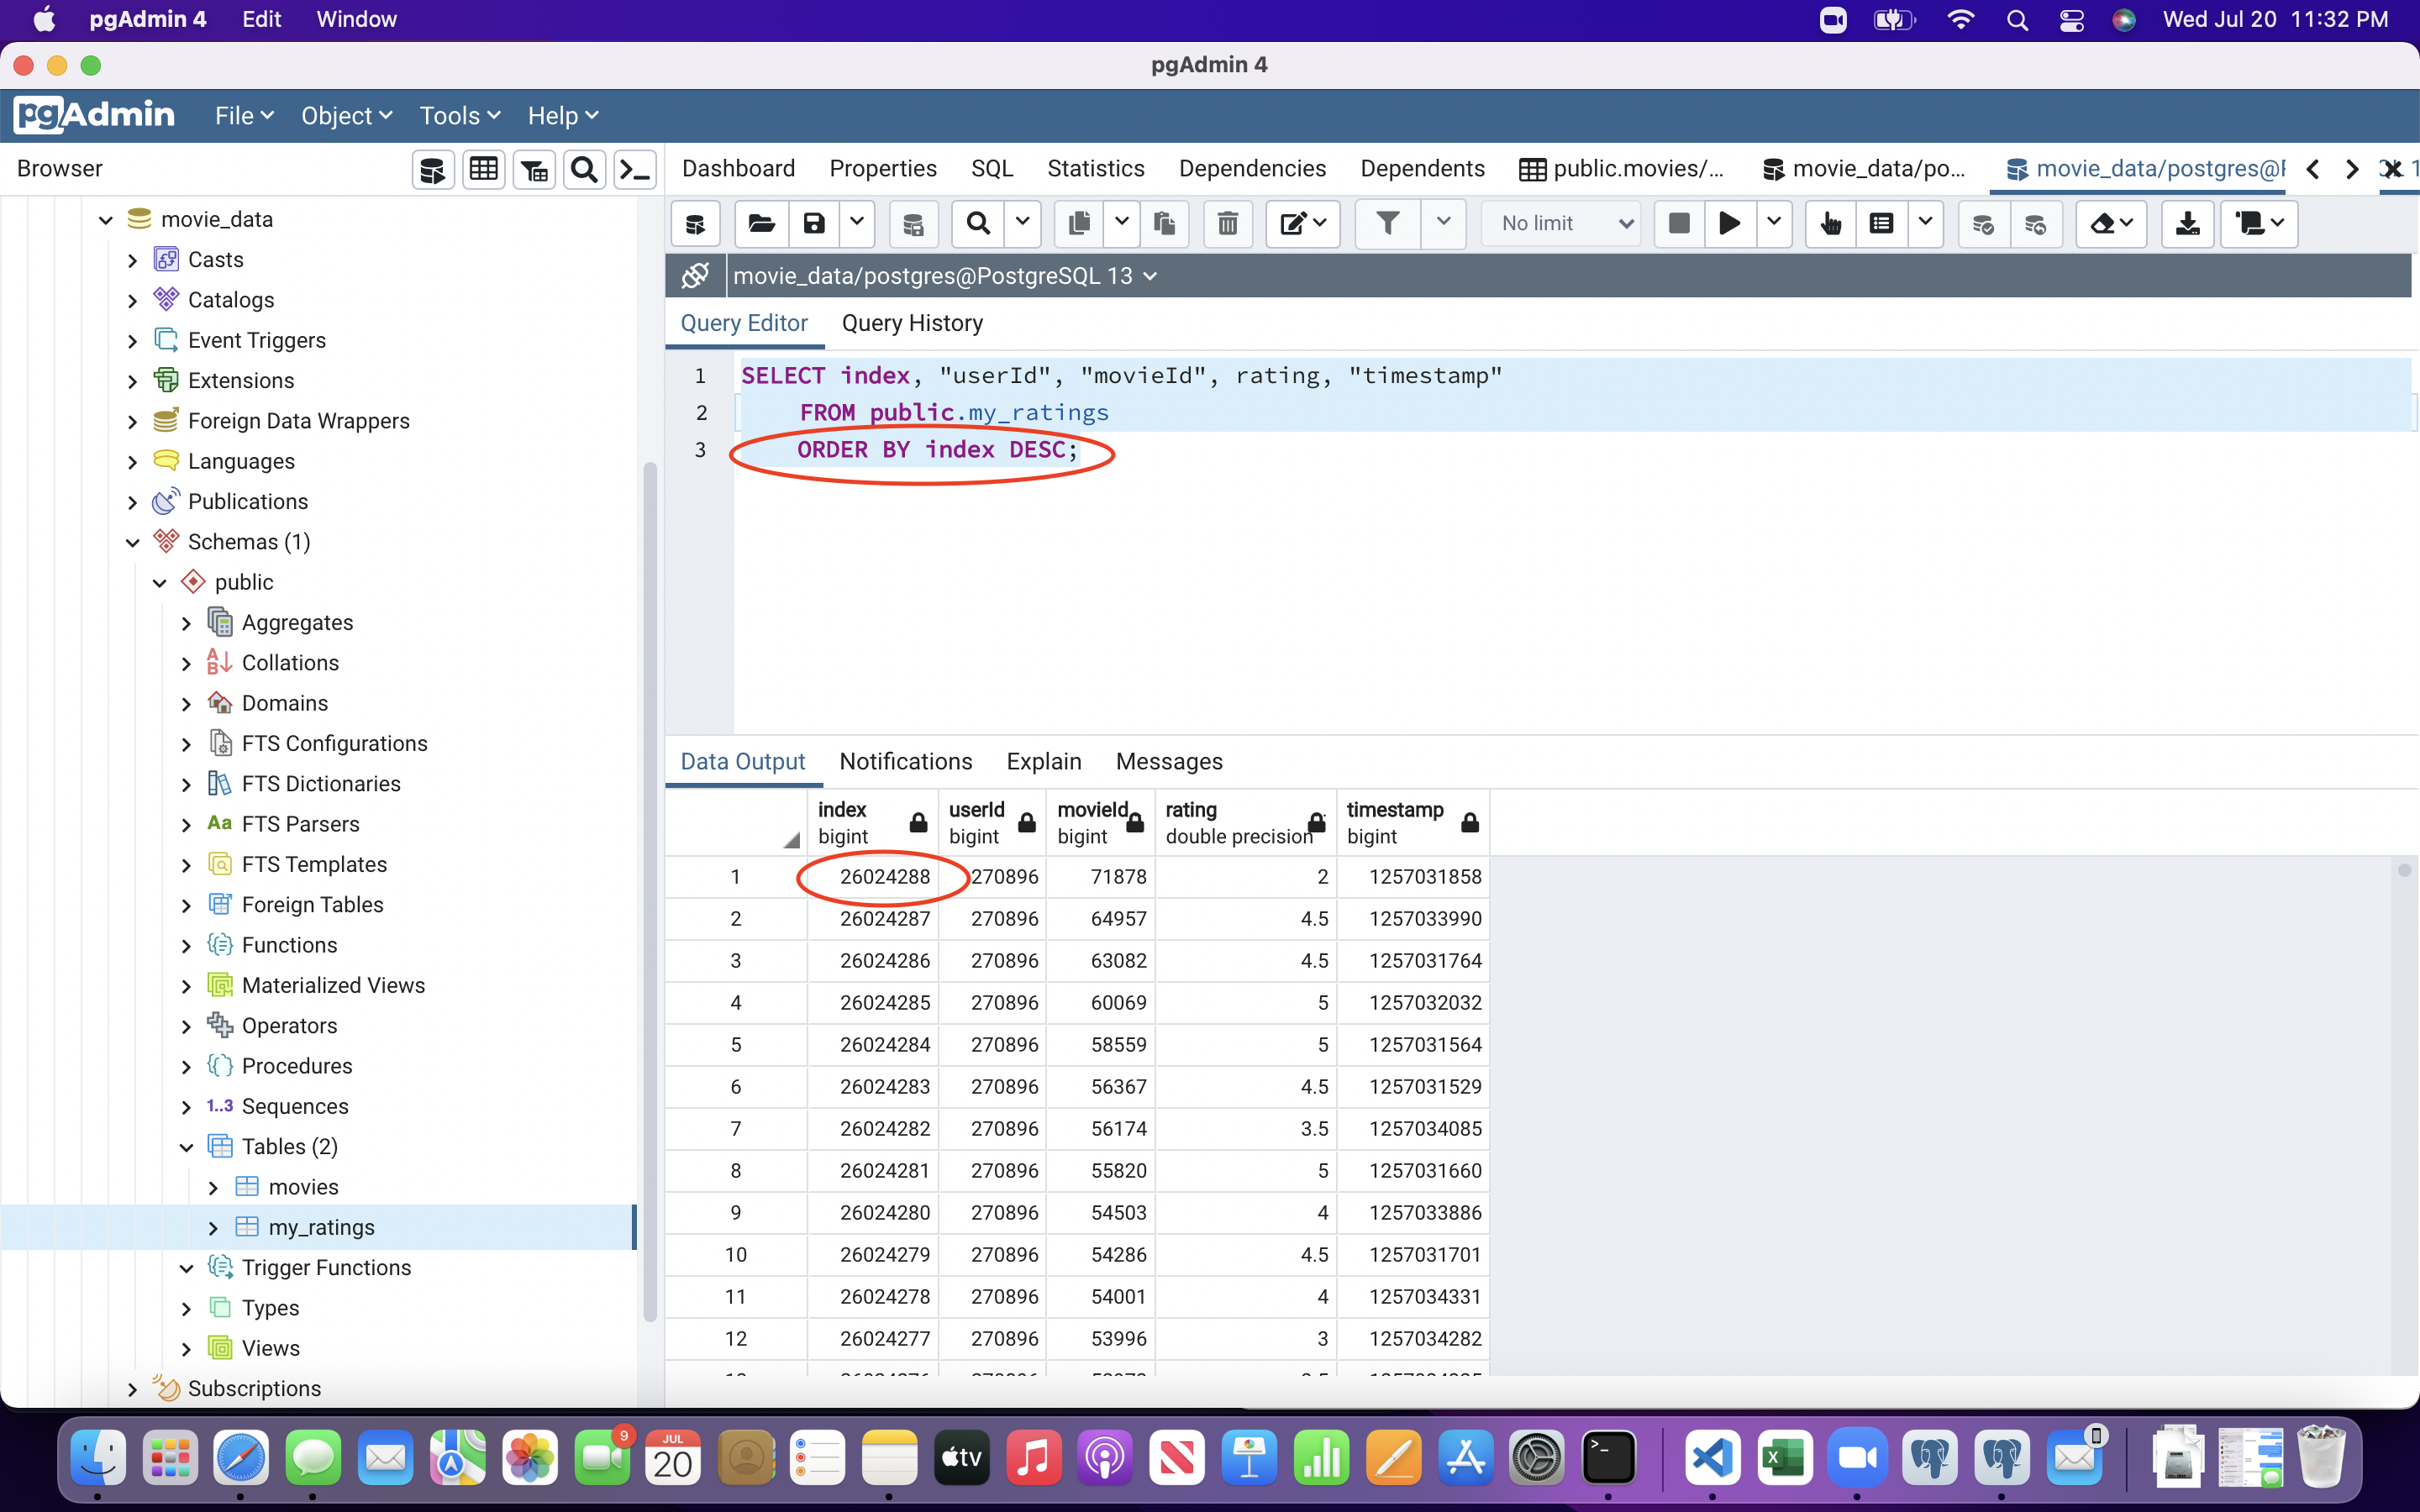 pgAdmin 4 Edit Window Wed Jul 20 11:32 PM
pgAdmin 4
pgAdmin File Object Tools Help
Browser
Dashboard Properties SQL Statistics Dependencies Dependents public.movies/... movie_data/po... movie_data/postgres@
movie_data
Casts
Catalogs
Event Triggers
Extensions
Foreign Data Wrappers
Languages
Publications
Schemas (1)
public
Aggregates
Collations
Domains
FTS Configurations
FTS Dictionaries
Aa FTS Parsers
FTS Templates
Foreign Tables
Functions
Materialized Views
Operators
Procedures
1..3 Sequences
Tables (2)
movies
my_ratings
Trigger Functions
Types
Views
Subscriptions
No limit
movie_data/postgres@PostgreSQL 13
Query Editor Query History
1 SELECT index, "userId", "movieId", rating, "timestamp"
2 FROM public.my_ratings
3 ORDER BY index DESC;
Data Output Notifications Explain Messages
index userId movieId rating timestamp
bigint bigint bigint double precision bigint
1 26024288 270896 71878 2 1257031858
2 26024287 270896 64957 4.5 1257033990
3 26024286 270896 63082 4.5 1257031764
4 26024285 270896 60069 5 1257032032
5 26024284 270896 58559 5 1257031564
6 26024283 270896 56367 4.5 1257031529
7 26024282 270896 56174 3.5 1257034085
8 26024281 270896 55820 5 1257031660
9 26024280 270896 54503 4 1257033886
10 26024279 270896 54286 4.5 1257031701
11 26024278 270896 54001 4 1257034331
12 26024277 270896 53996 3 1257034282
9
JUL
20
tv